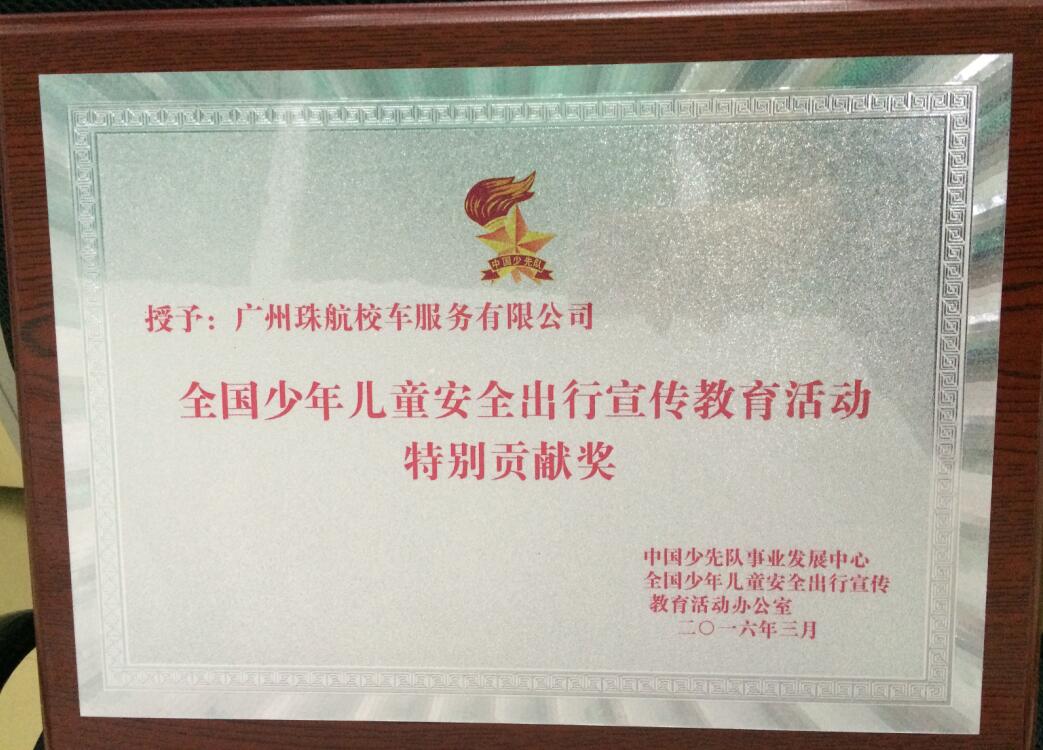 中国少先队
授予：广州珠航校车服务有限公司
全国少年儿童安全出行宣传教育活动
特别贡献奖
中国少先队事业发展中心
全国少年儿童安全出行宣传
教育活动办公室
二〇一六年三月